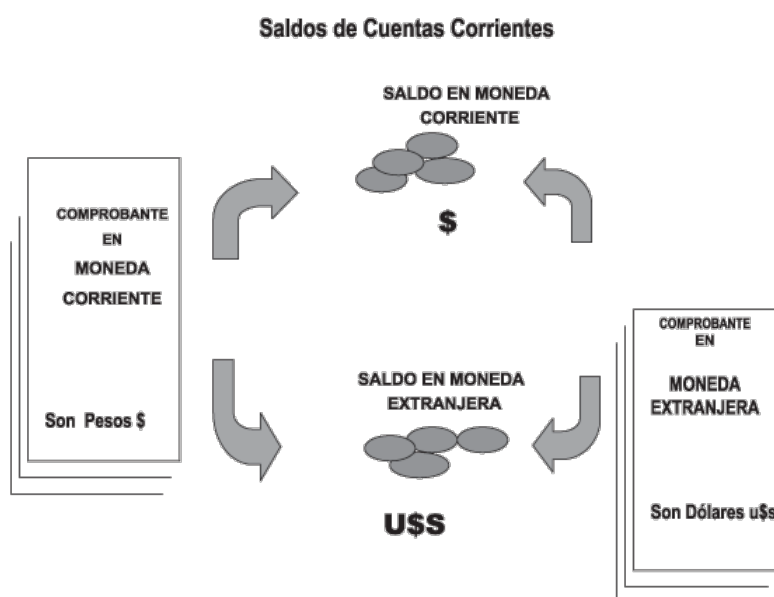 Saldos de Cuentas Corrientes
SALDO EN MONEDA
CORRIENTE
$
COMPROBANTE
EN
MONEDA
CORRIENTE
Son Pesos $
SALDO EN MONEDA
EXTRANJERA
U$S
COMPROBANTE
EN
MONEDA
EXTRANJERA
Son Dólares u$s